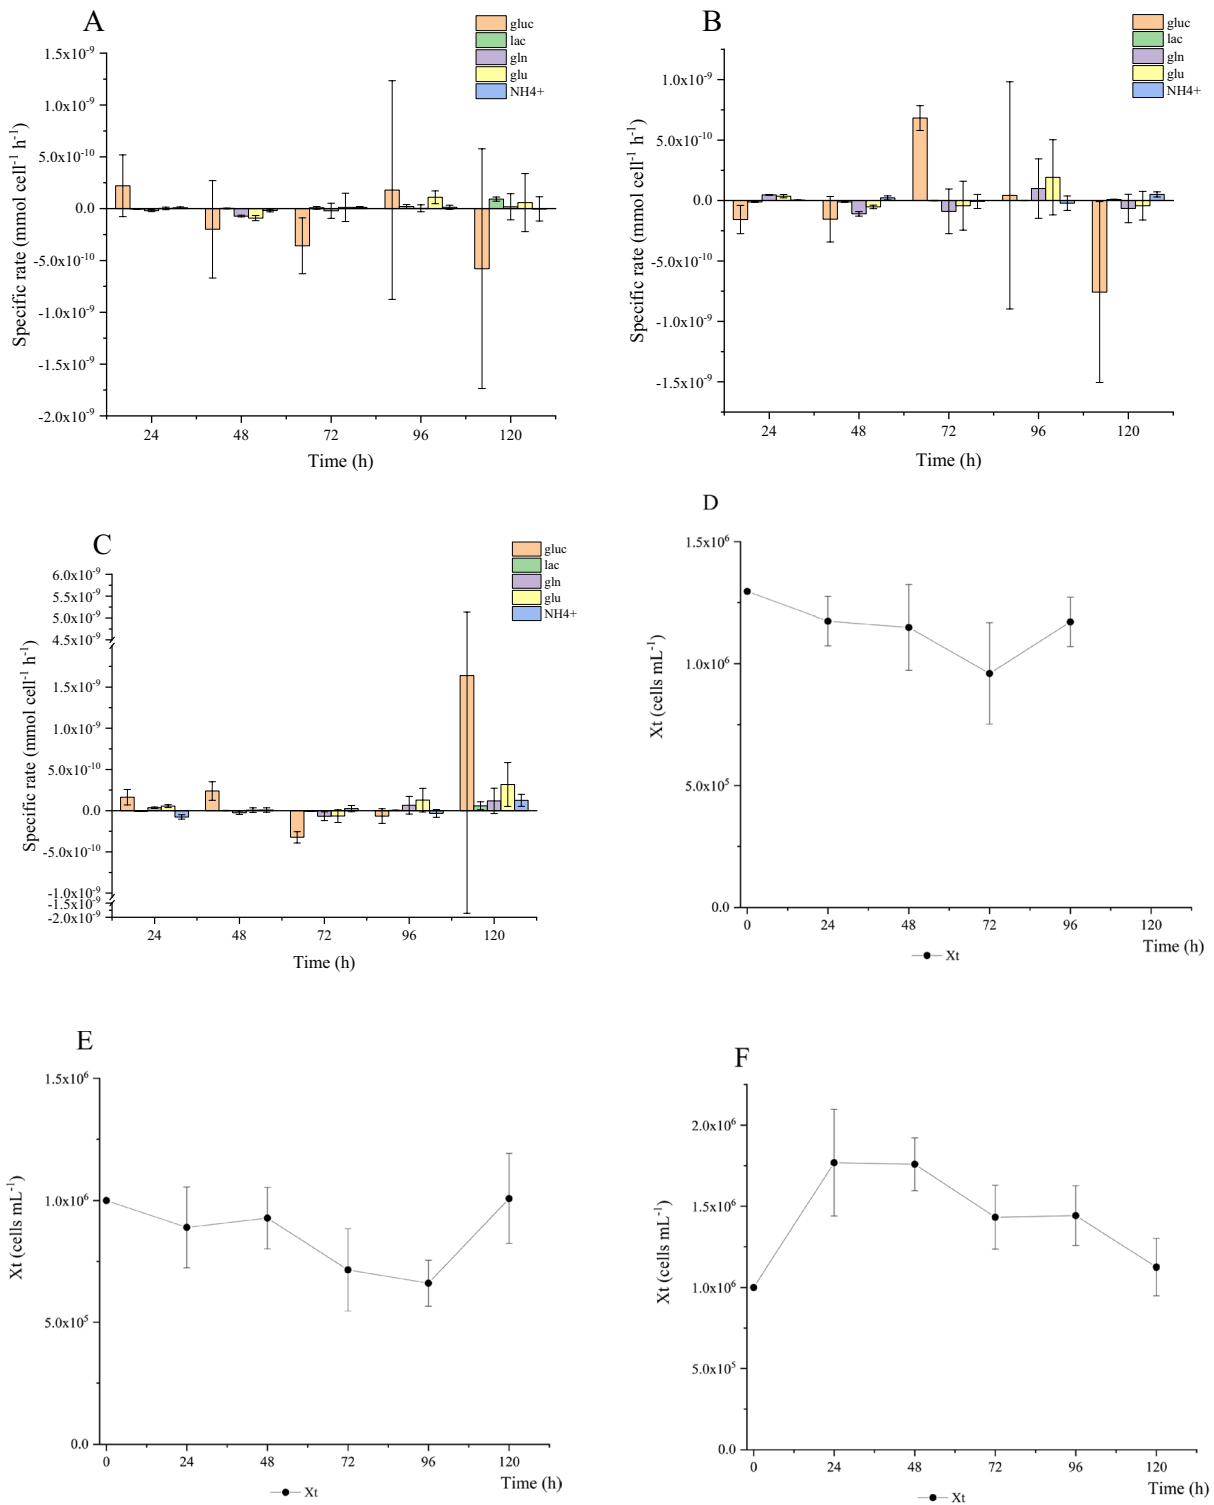 A
gluc
lac
gln
glu
NH4+
Specific rate (mmol cell⁻¹ h⁻¹)
1.5x10⁻⁹
1.0x10⁻⁹
5.0x10⁻¹⁰
0.0
-5.0x10⁻¹⁰
-1.0x10⁻⁹
-1.5x10⁻⁹
-2.0x10⁻⁹
24 48 72 96 120
Time (h)
B
gluc
lac
gln
glu
NH4+
Specific rate (mmol cell⁻¹ h⁻¹)
1.0x10⁻⁹
5.0x10⁻¹⁰
0.0
-5.0x10⁻¹⁰
-1.0x10⁻⁹
-1.5x10⁻⁹
24 48 72 96 120
Time (h)
C
gluc
lac
gln
glu
NH4+
Specific rate (mmol cell⁻¹ h⁻¹)
6.0x10⁻⁹
5.5x10⁻⁹
5.0x10⁻⁹
4.5x10⁻⁹
1.5x10⁻⁹
1.0x10⁻⁹
5.0x10⁻¹⁰
0.0
-5.0x10⁻¹⁰
-1.0x10⁻⁹
-1.5x10⁻⁹
-2.0x10⁻⁹
24 48 72 96 120
Time (h)
D
Xt (cells mL⁻¹)
1.5x10⁶
1.0x10⁶
5.0x10⁵
0.0
0 24 48 72 96 120
Time (h)
Xt
E
Xt (cells mL⁻¹)
1.5x10⁶
1.0x10⁶
5.0x10⁵
0.0
0 24 48 72 96 120
Time (h)
Xt
F
Xt (cells mL⁻¹)
2.0x10⁶
1.5x10⁶
1.0x10⁶
5.0x10⁵
0.0
0 24 48 72 96 120
Time (h)
Xt